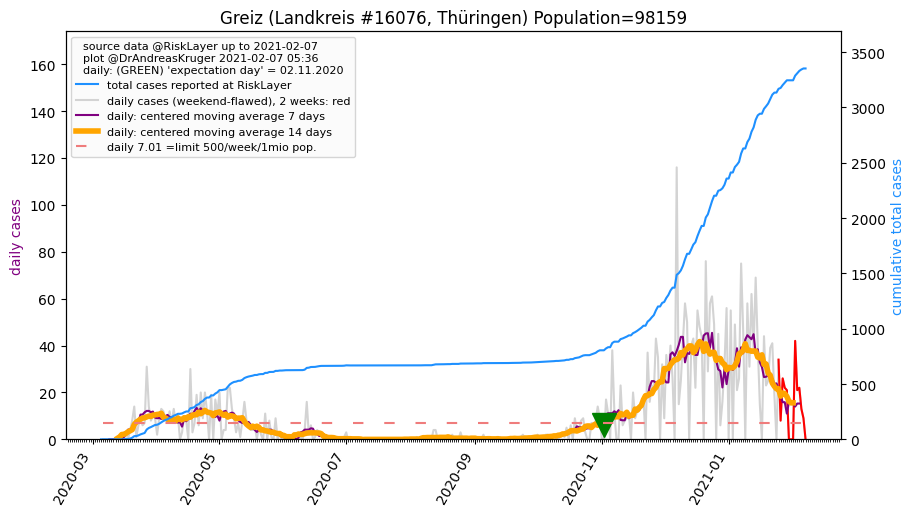 Greiz (Landkreis #16076, Thüringen) Population=98159
source data @RiskLayer up to 2021-02-07
plot @DrAndreasKruger 2021-02-07 05:36
daily: (GREEN) 'expectation day' = 02.11.2020
total cases reported at RiskLayer
daily cases (weekend-flawed), 2 weeks: red
daily: centered moving average 7 days
daily: centered moving average 14 days
daily 7.01 =limit 500/week/1mio pop.
daily cases
160
140
120
100
80
60
40
20
0
cumulative total cases
3500
3000
2500
2000
1500
1000
500
0
2020-03
2020-05
2020-07
2020-09
2020-11
2021-01